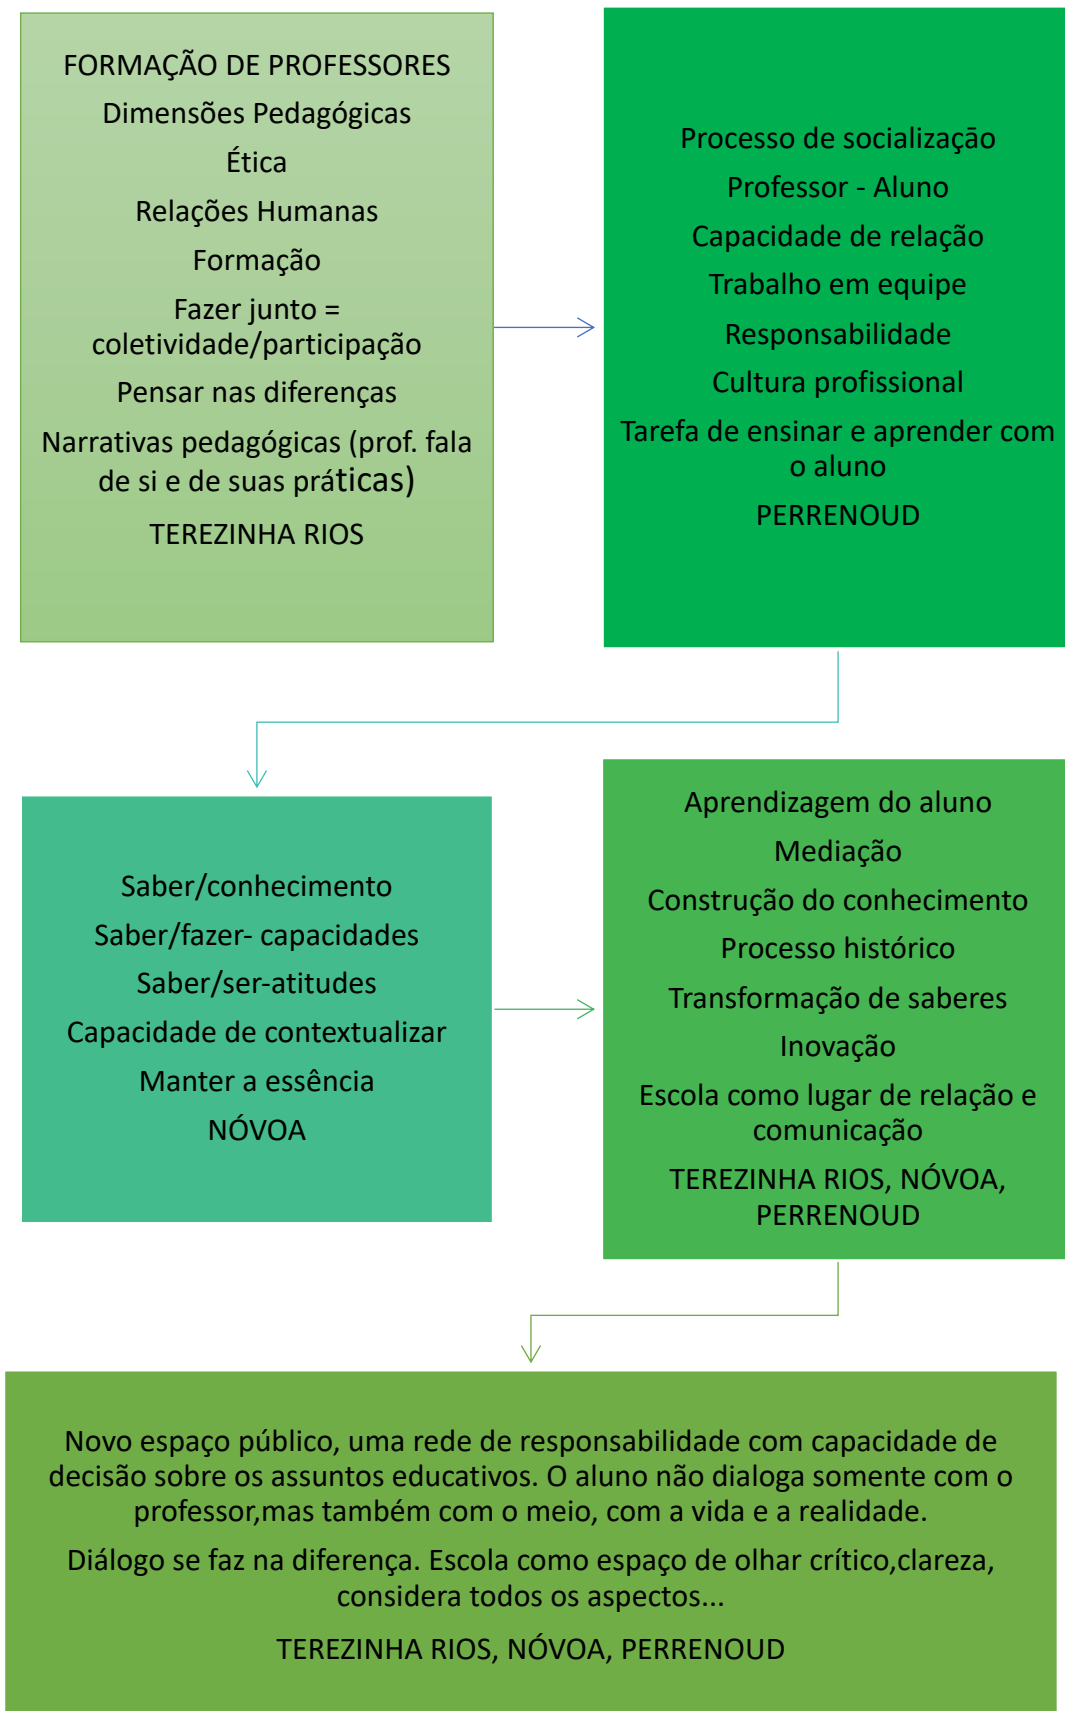 FORMAÇÃO DE PROFESSORES
Dimensões Pedagógicas
Ética
Relações Humanas
Formação
Fazer junto =
coletividade/participação
Pensar nas diferenças
Narrativas pedagógicas (prof. fala
de si e de suas práticas)
TEREZINHA RIOS
Processo de socialização
Professor - Aluno
Capacidade de relação
Trabalho em equipe
Responsabilidade
Cultura profissional
Tarefa de ensinar e aprender com
o aluno
PERRENOUD
Saber/conhecimento
Saber/fazer- capacidades
Saber/ser-atitudes
Capacidade de contextualizar
Manter a essência
NÓVOA
Aprendizagem do aluno
Mediação
Construção do conhecimento
Processo histórico
Transformação de saberes
Inovação
Escola como lugar de relação e
comunicação
TEREZINHA RIOS, NÓVOA,
PERRENOUD
Novo espaço público, uma rede de responsabilidade com capacidade de
decisão sobre os assuntos educativos. O aluno não dialoga somente com o
professor,mas também com o meio, com a vida e a realidade.
Diálogo se faz na diferença. Escola como espaço de olhar crítico,clareza,
considera todos os aspectos...
TEREZINHA RIOS, NÓVOA, PERRENOUD